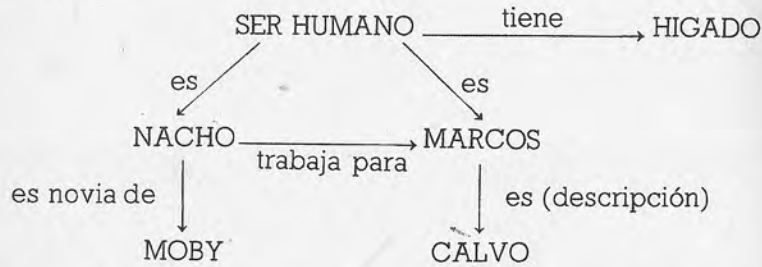 SER HUMANO tiene HIGADO
es es
NACHO trabaja para MARCOS
es novia de es (descripción)
MOBY CALVO